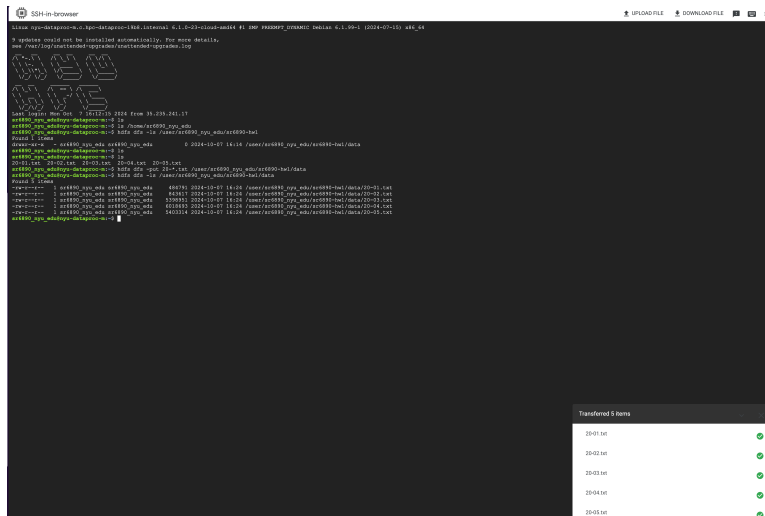 SSH-in-browser
UPLOAD FILE
DOWNLOAD FILE
Linux nyu-dataproc-m.c.hpc-dataproc-19b8.internal 6.1.0-23-cloud-amd64 #1 SMP PREEMPT_DYNAMIC Debian 6.1.99-1 (2024-07-15) x86_64
9 updates could not be installed automatically. For more details,
see /var/log/unattended-upgrades/unattended-upgrades.log
Last login: Mon Oct  7 16:12:15 2024 from 35.235.241.17
sr6890_nyu_edu@nyu-dataproc-m:~$ ls
sr6890_nyu_edu@nyu-dataproc-m:~$ ls /home/sr6890_nyu_edu
sr6890_nyu_edu@nyu-dataproc-m:~$ hdfs dfs -ls /user/sr6890_nyu_edu/sr6890-hw1
Found 1 items
drwxr-xr-x   - sr6890_nyu_edu sr6890_nyu_edu          0 2024-10-07 16:14 /user/sr6890_nyu_edu/sr6890-hw1/data
sr6890_nyu_edu@nyu-dataproc-m:~$ ls
sr6890_nyu_edu@nyu-dataproc-m:~$ ls
20-01.txt  20-02.txt  20-03.txt  20-04.txt  20-05.txt
sr6890_nyu_edu@nyu-dataproc-m:~$ hdfs dfs -put 20-*.txt /user/sr6890_nyu_edu/sr6890-hw1/data
sr6890_nyu_edu@nyu-dataproc-m:~$ hdfs dfs -ls /user/sr6890_nyu_edu/sr6890-hw1/data
Found 5 items
-rw-r--r--   1 sr6890_nyu_edu sr6890_nyu_edu     484791 2024-10-07 16:24 /user/sr6890_nyu_edu/sr6890-hw1/data/20-01.txt
-rw-r--r--   1 sr6890_nyu_edu sr6890_nyu_edu     843617 2024-10-07 16:24 /user/sr6890_nyu_edu/sr6890-hw1/data/20-02.txt
-rw-r--r--   1 sr6890_nyu_edu sr6890_nyu_edu    5398951 2024-10-07 16:24 /user/sr6890_nyu_edu/sr6890-hw1/data/20-03.txt
-rw-r--r--   1 sr6890_nyu_edu sr6890_nyu_edu    6018693 2024-10-07 16:24 /user/sr6890_nyu_edu/sr6890-hw1/data/20-04.txt
-rw-r--r--   1 sr6890_nyu_edu sr6890_nyu_edu    5403314 2024-10-07 16:24 /user/sr6890_nyu_edu/sr6890-hw1/data/20-05.txt
sr6890_nyu_edu@nyu-dataproc-m:~$
Transferred 5 items
20-01.txt
20-02.txt
20-03.txt
20-04.txt
20-05.txt